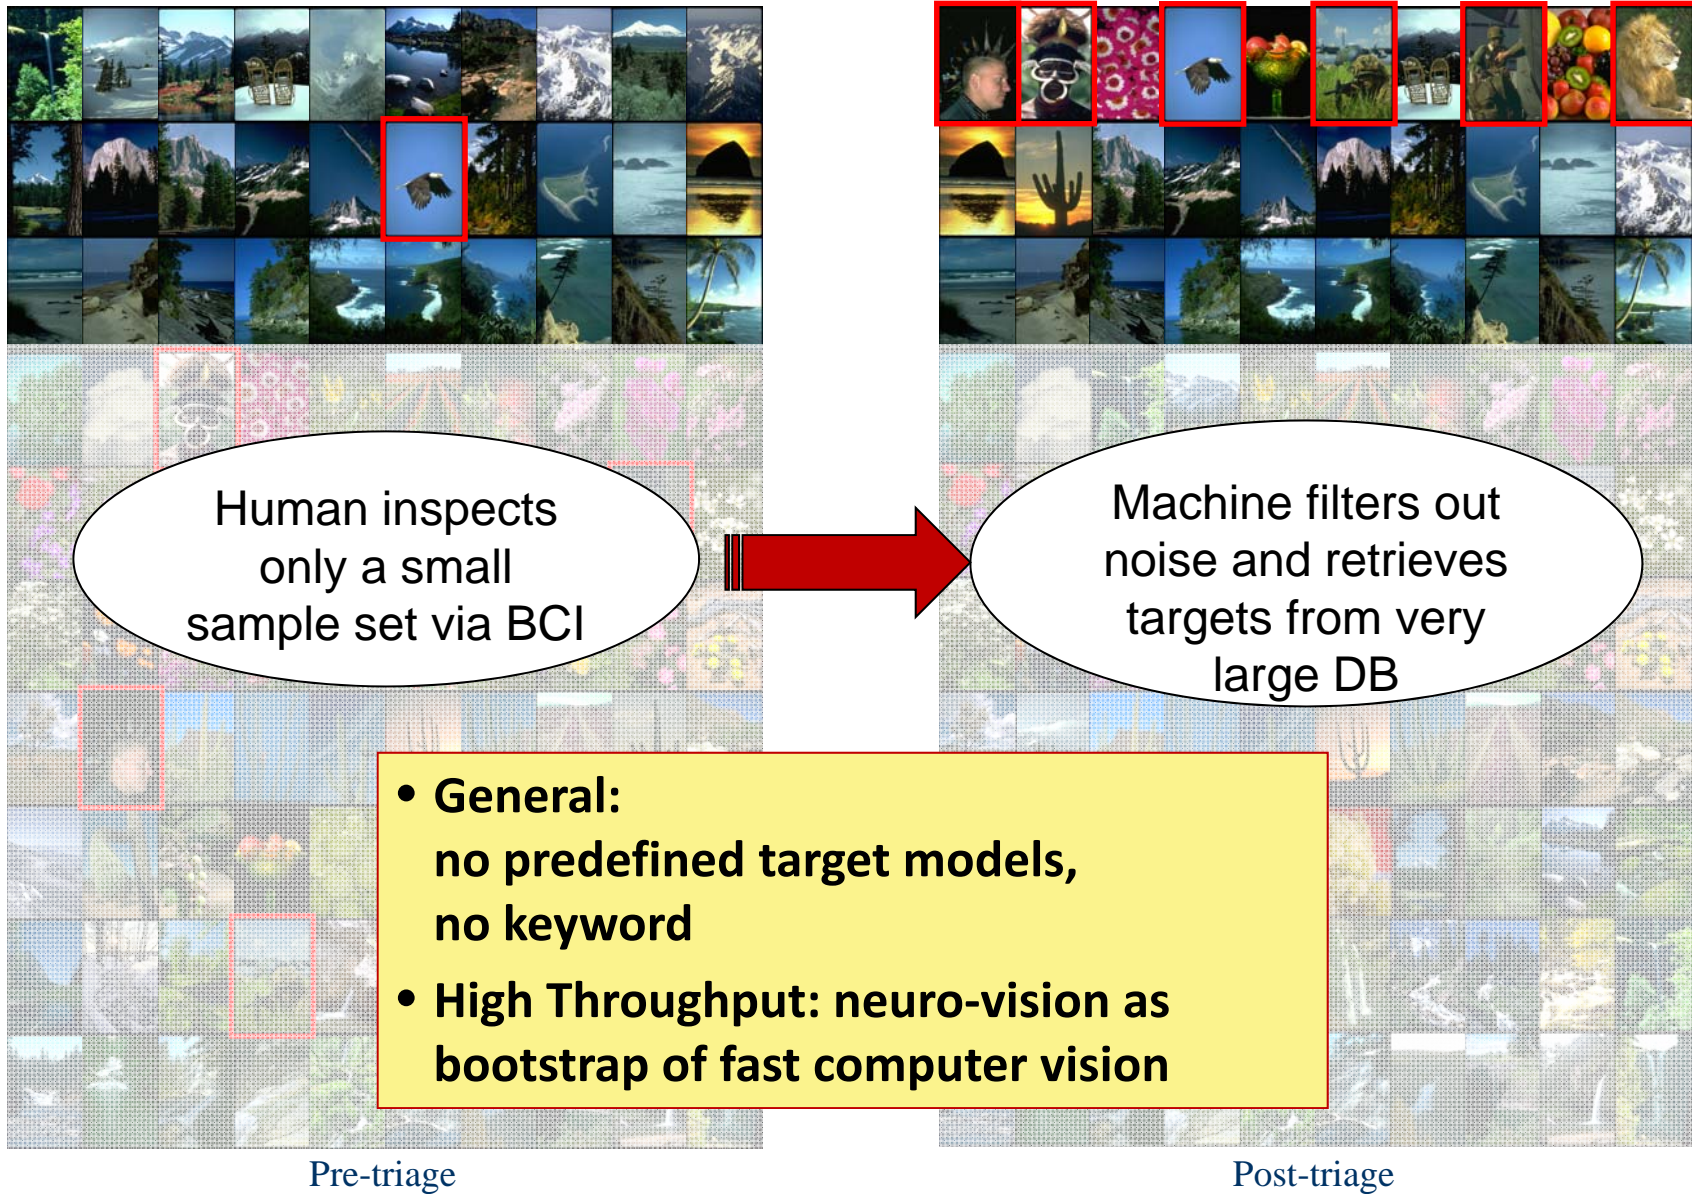 Human inspects
only a small
sample set via BCI
Machine filters out
noise and retrieves
targets from very
large DB
• General:
no predefined target models,
no keyword
• High Throughput: neuro-vision as
bootstrap of fast computer vision
Pre-triage
Post-triage